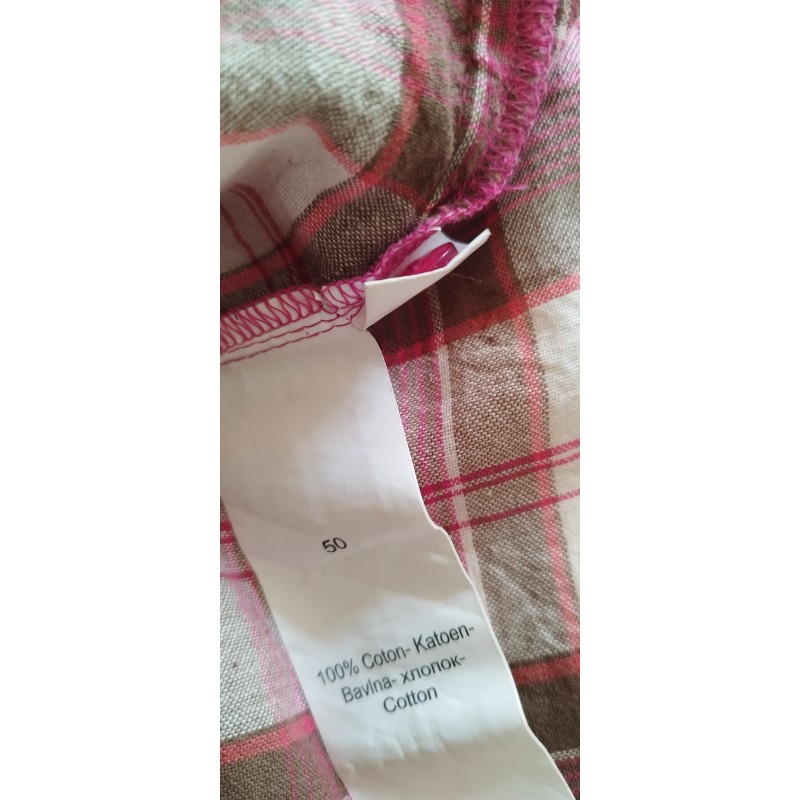 50
100% Coton- Katoen-
Bavlna- хлопок-
Cotton